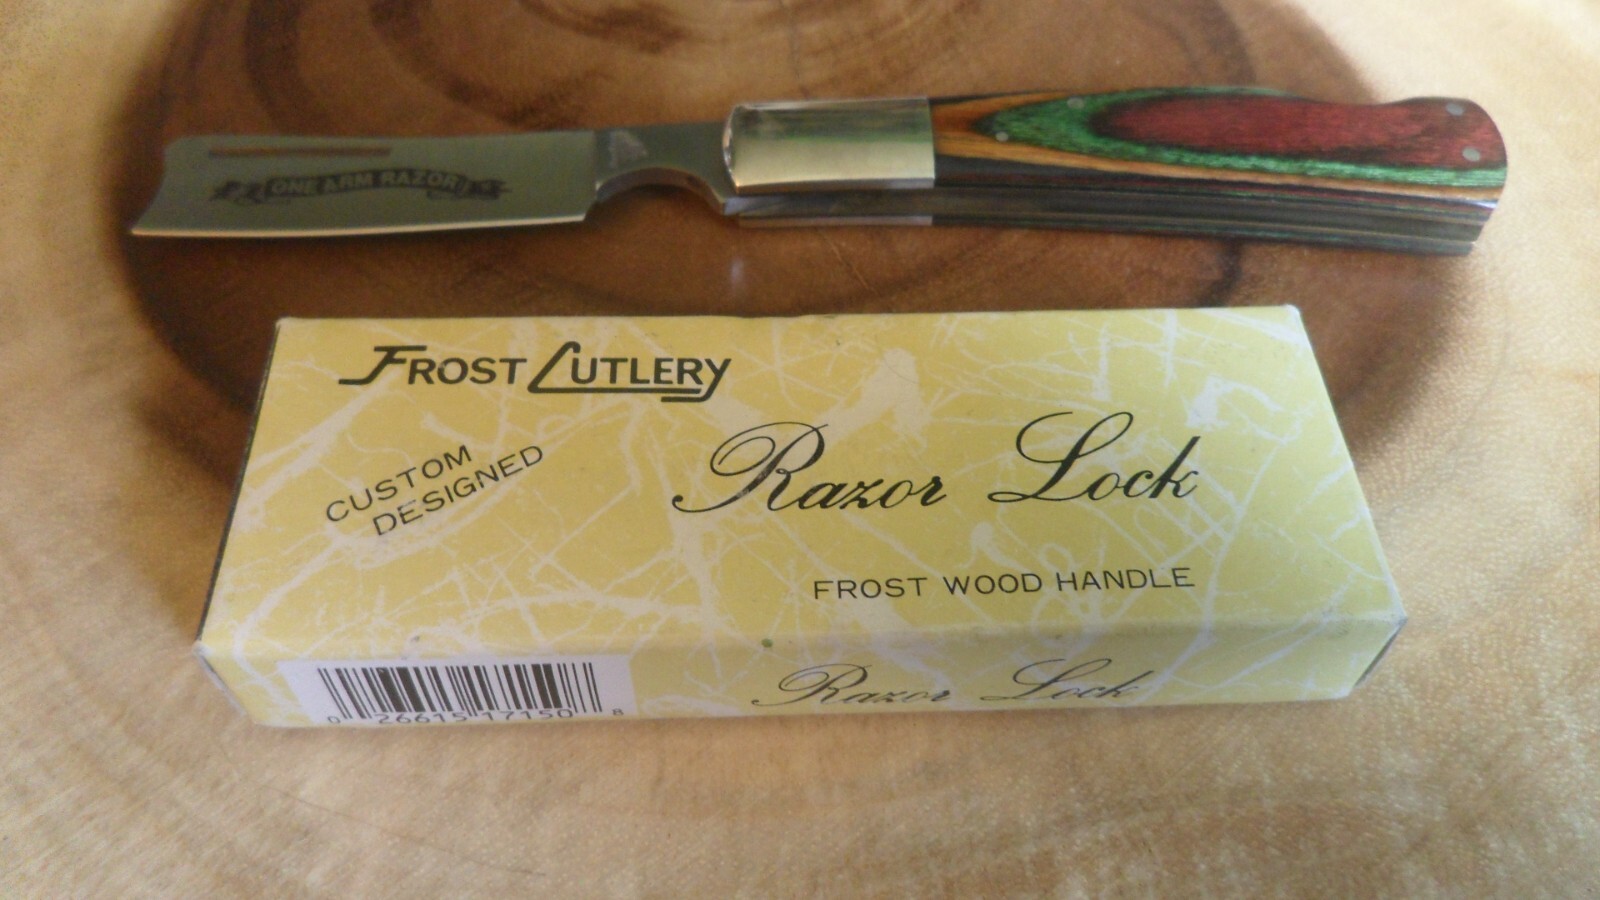 ONE ARM RAZOR
FROST CUTLERY
CUSTOM
DESIGNED
Razor Lock
FROST WOOD HANDLE
Razor Lock
0 26615 17150 8